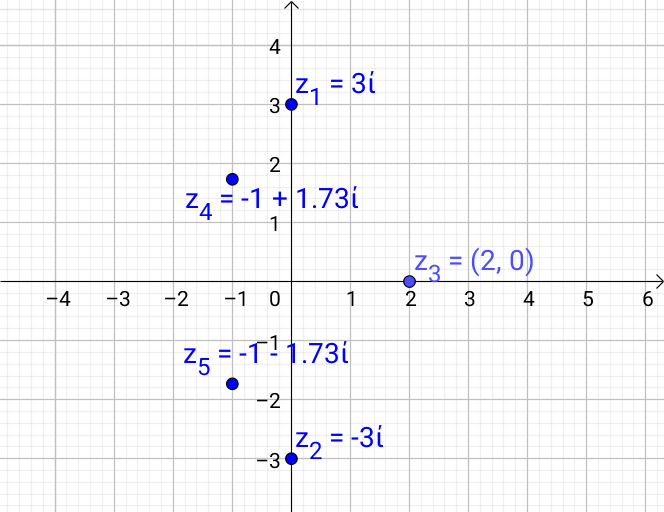 4
z1 = 3i
3
2
z4 = -1 + 1.73i
1
z3 = (2, 0)
−4 −3 −2 −1 0 1 2 3 4 5 6
−1
z5 = -1 - 1.73i
−2
z2 = -3i
−3